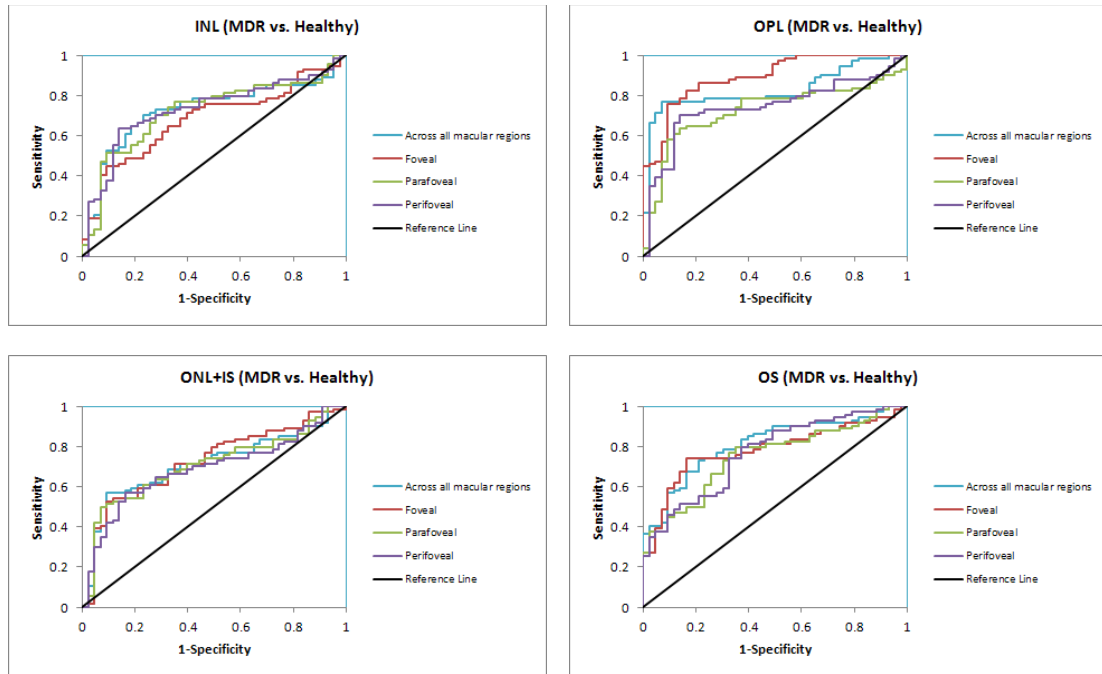 INL (MDR vs. Healthy)
1
0.8
0.6
0.4
0.2
0
Sensitivity
0 0.2 0.4 0.6 0.8 1
1-Specificity
Across all macular regions
Foveal
Parafoveal
Perifoveal
Reference Line
OPL (MDR vs. Healthy)
1
0.8
0.6
0.4
0.2
0
Sensitivity
0 0.2 0.4 0.6 0.8 1
1-Specificity
Across all macular regions
Foveal
Parafoveal
Perifoveal
Reference Line
ONL+IS (MDR vs. Healthy)
1
0.8
0.6
0.4
0.2
0
Sensitivity
0 0.2 0.4 0.6 0.8 1
1-Specificity
Across all macular regions
Foveal
Parafoveal
Perifoveal
Reference Line
OS (MDR vs. Healthy)
1
0.8
0.6
0.4
0.2
0
Sensitivity
0 0.2 0.4 0.6 0.8 1
1-Specificity
Across all macular regions
Foveal
Parafoveal
Perifoveal
Reference Line